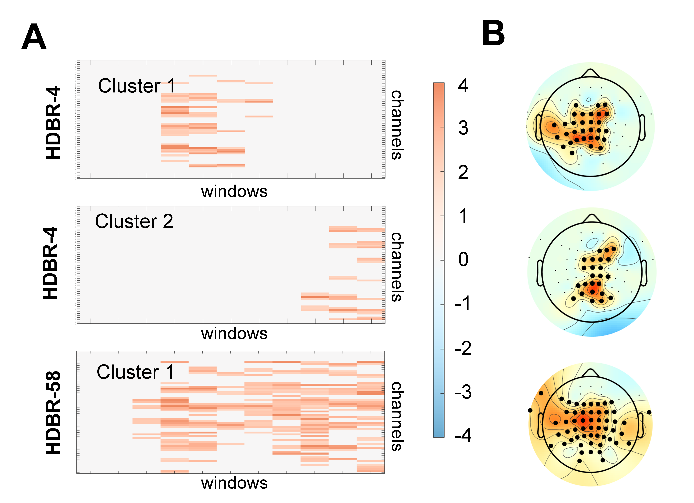 A
B
HDBR-4
Cluster 1
channels
windows
HDBR-4
Cluster 2
channels
windows
HDBR-58
Cluster 1
channels
windows
4
3
2
1
0
-1
-2
-3
-4